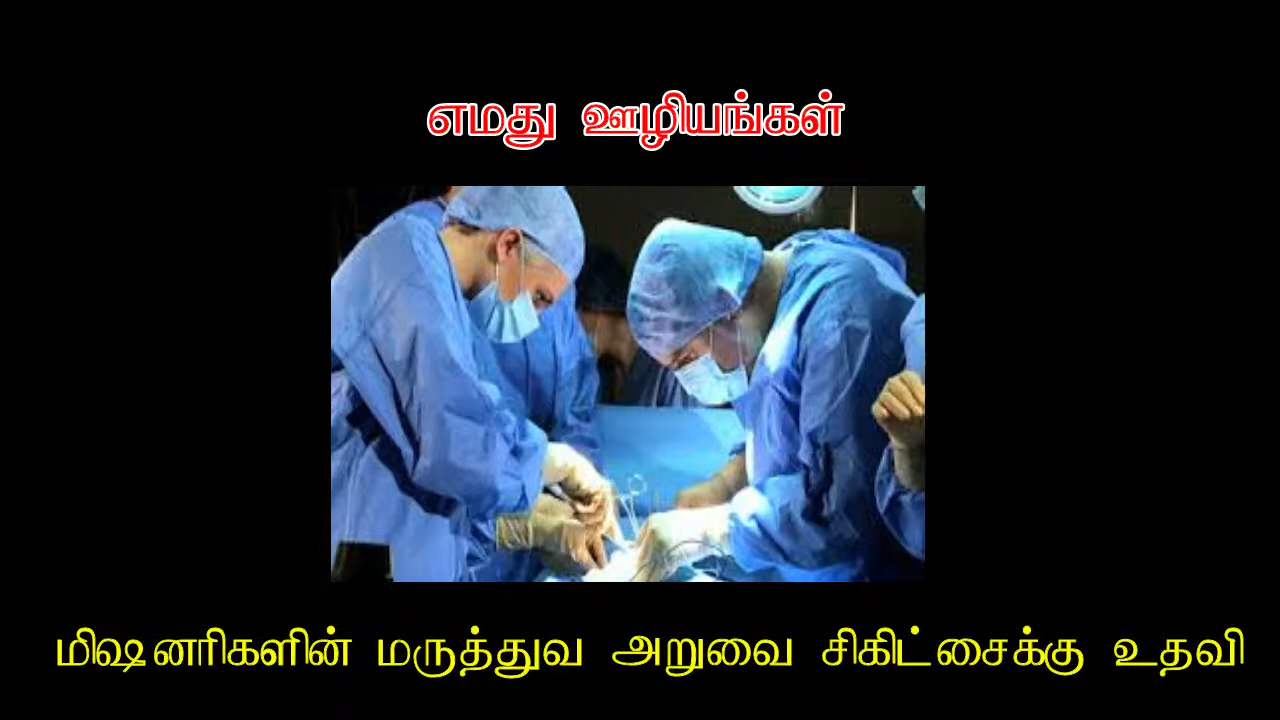 எமது ஊழியங்கள்
மிஷனரிகளின் மருத்துவ அறுவை சிகிட்சைக்கு உதவி